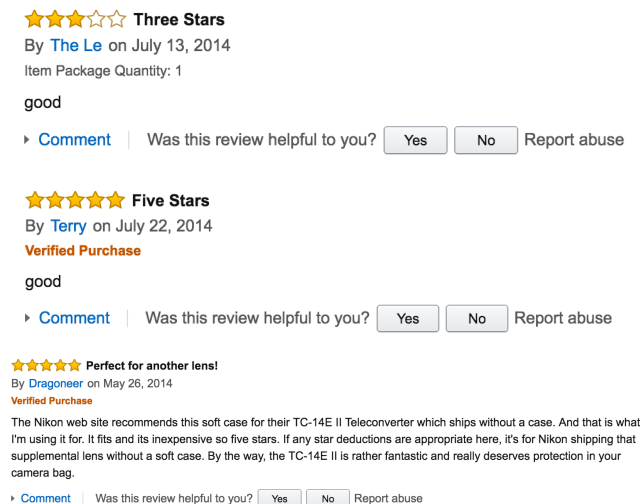 Three Stars
By The Le on July 13, 2014
Item Package Quantity: 1
good
Comment Was this review helpful to you? Yes No Report abuse
Five Stars
By Terry on July 22, 2014
Verified Purchase
good
Comment Was this review helpful to you? Yes No Report abuse
Perfect for another lens!
By Dragoneer on May 26, 2014
Verified Purchase
The Nikon web site recommends this soft case for their TC-14E II Teleconverter which ships without a case. And that is what
I'm using it for. It fits and its inexpensive so five stars. If any star deductions are appropriate here, it's for Nikon shipping that
supplemental lens without a soft case. By the way, the TC-14E II is rather fantastic and really deserves protection in your
camera bag.
Comment Was this review helpful to you? Yes No Report abuse